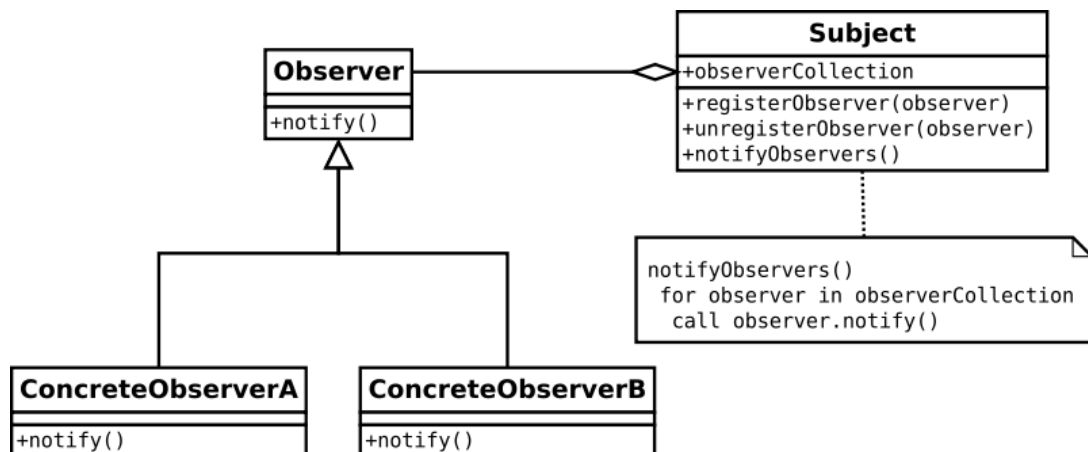 Subject
+observerCollection
+registerObserver(observer)
+unregisterObserver(observer)
+notifyObservers()
Observer
+notify()
notifyObservers()
for observer in observerCollection
call observer.notify()
ConcreteObserverA
+notify()
ConcreteObserverB
+notify()